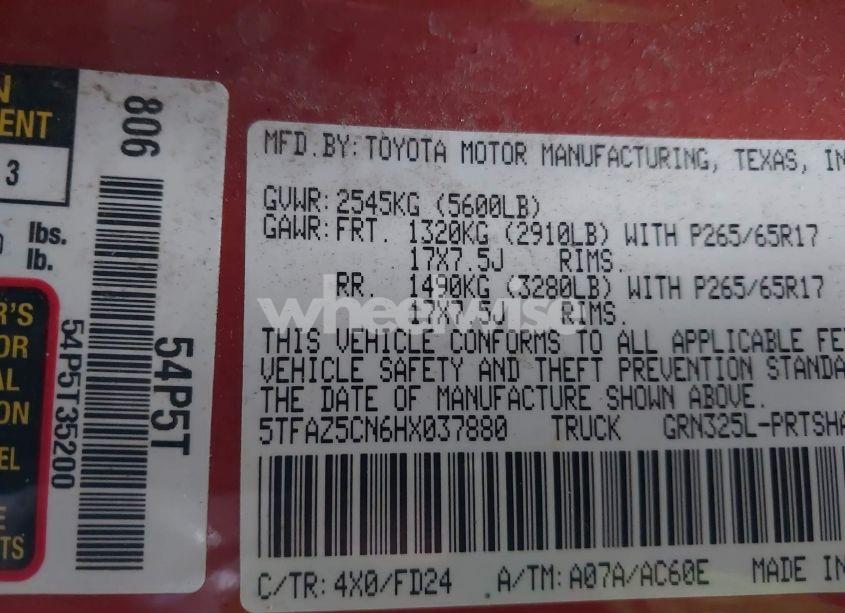 N
ENT
3
lbs.
lb.
R'S
OR
AL
ION
EL
E
TS
806
54P5T
54P5T35200
MFD.BY: TOYOTA MOTOR MANUFACTURING, TEXAS, IN
GVWR: 2545KG (5600LB)
GAWR: FRT. 1320KG (2910LB) WITH P265/65R17
17X7.5J RIMS.
RR. 1490KG (3280LB) WITH P265/65R17
17X7.5J RIMS.
wheelwise
THIS VEHICLE CONFORMS TO ALL APPLICABLE FE
VEHICLE SAFETY AND THEFT PREVENTION STANDA
THE DATE OF MANUFACTURE SHOWN ABOVE.
5TFAZ5CN6HX037880 TRUCK GRN325L-PRTSHA
C/TR: 4X0/FD24 A/TM: A07A/AC60E MADE IN